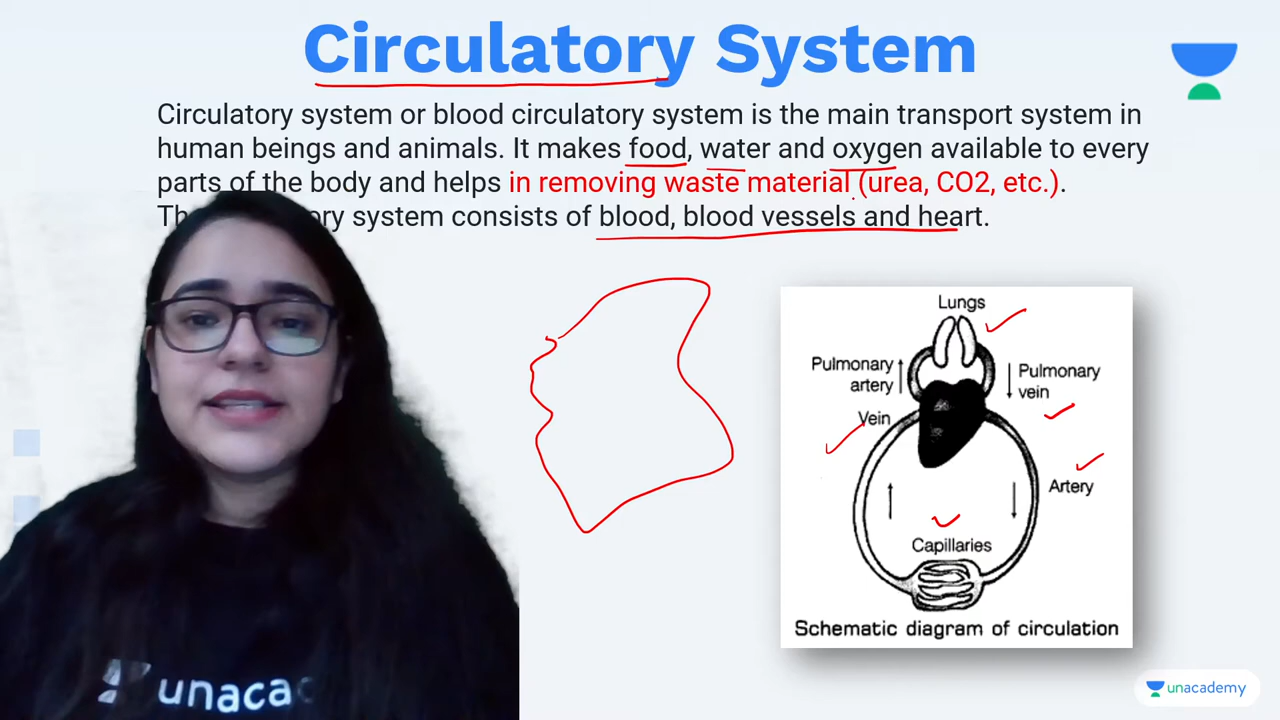 Circulatory System
Circulatory system or blood circulatory system is the main transport system in
human beings and animals. It makes food, water and oxygen available to every
parts of the body and helps in removing waste material (urea, CO2, etc.).
system consists of blood, blood vessels and heart.
Lungs
Pulmonary
artery
Pulmonary
vein
Vein
Artery
Capillaries
Schematic diagram of circulation
unaca
unacademy